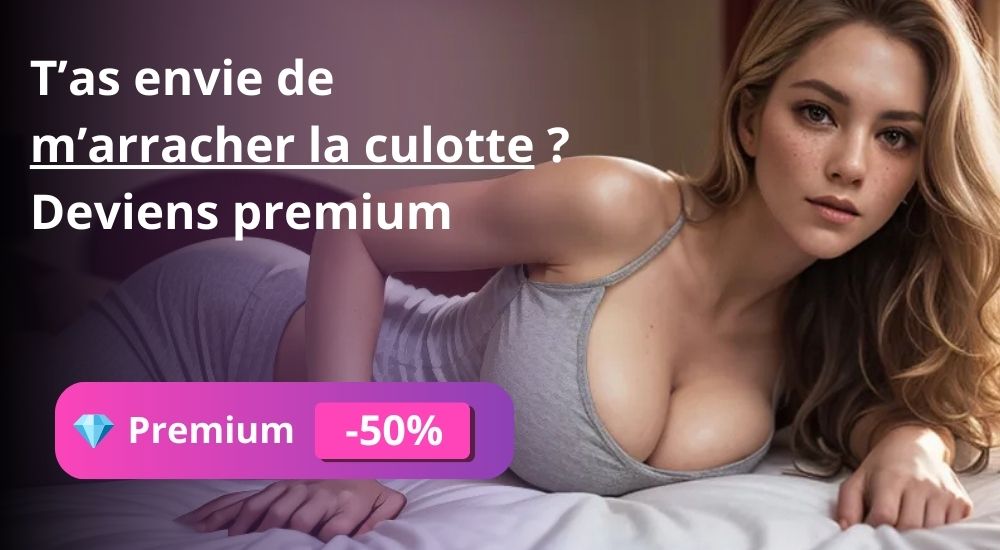 T’as envie de
m’arracher la culotte ?
Deviens premium
💎 Premium -50%